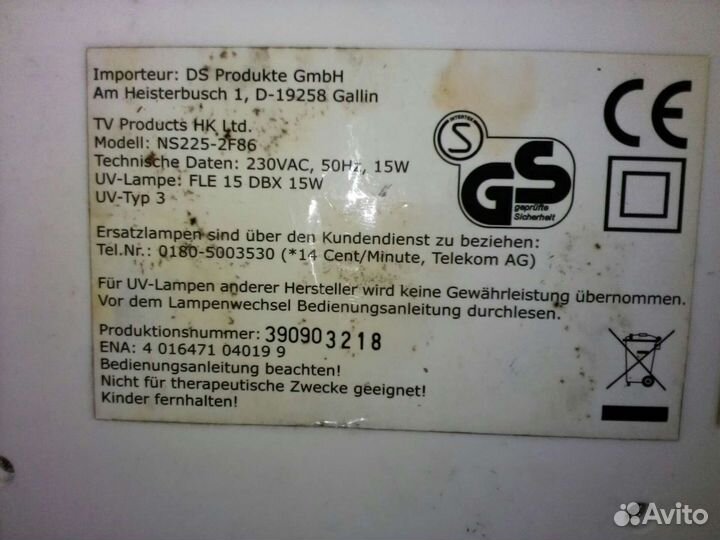 Importeur: DS Produkte GmbH
Am Heisterbusch 1, D-19258 Gallin
TV Products HK Ltd.
Modell: NS225-2F86
Technische Daten: 230VAC, 50Hz, 15W
UV-Lampe: FLE 15 DBX 15W
UV-Typ 3
INTERTEK
S
GS
geprüfte
Sicherheit
CE
Ersatzlampen sind über den Kundendienst zu beziehen:
Tel.Nr.: 0180-5003530 (*14 Cent/Minute, Telekom AG)
Für UV-Lampen anderer Hersteller wird keine Gewährleistung übernommen.
Vor dem Lampenwechsel Bedienungsanleitung durchlesen.
Produktionsnummer: 390903218
ENA: 4 016471 04019 9
Bedienungsanleitung beachten!
Nicht für therapeutische Zwecke geeignet!
Kinder fernhalten!
Avito